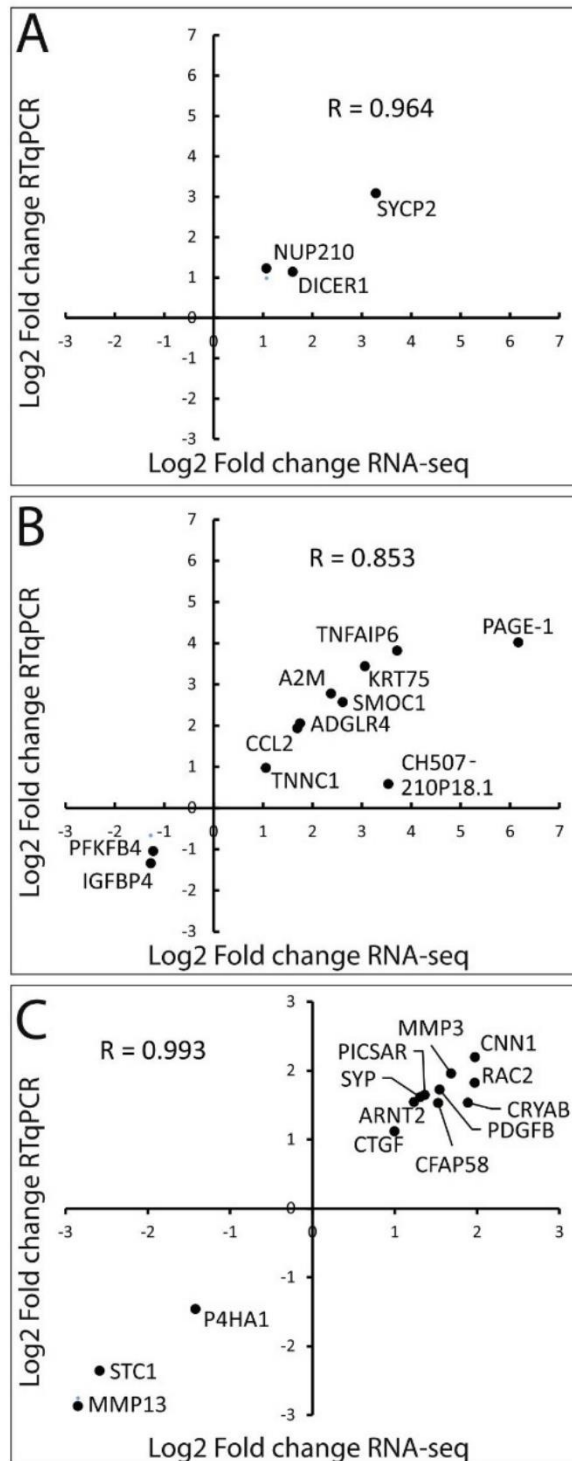 A
Log2 Fold change RTqPCR
7
6
5
4
3
2
1
0
-1
-2
-3
R = 0.964
SYCP2
NUP210
DICER1
-3 -2 -1 0 1 2 3 4 5 6 7
Log2 Fold change RNA-seq
B
Log2 Fold change RTqPCR
7
6
5
4
3
2
1
0
-1
-2
-3
R = 0.853
TNFAIP6
PAGE-1
KRT75
A2M
SMOC1
ADGLR4
CCL2
TNNC1
CH507-
210P18.1
PFKFB4
IGFBP4
-3 -2 -1 0 1 2 3 4 5 6 7
Log2 Fold change RNA-seq
C
Log2 Fold change RTqPCR
3
2
1
0
-1
-2
-3
R = 0.993
MMP3
CNN1
PICSAR
RAC2
SYP
CRYAB
ARNT2
PDGFB
CTGF
CFAP58
-3 -2 -1 0 1 2 3
P4HA1
STC1
MMP13
Log2 Fold change RNA-seq